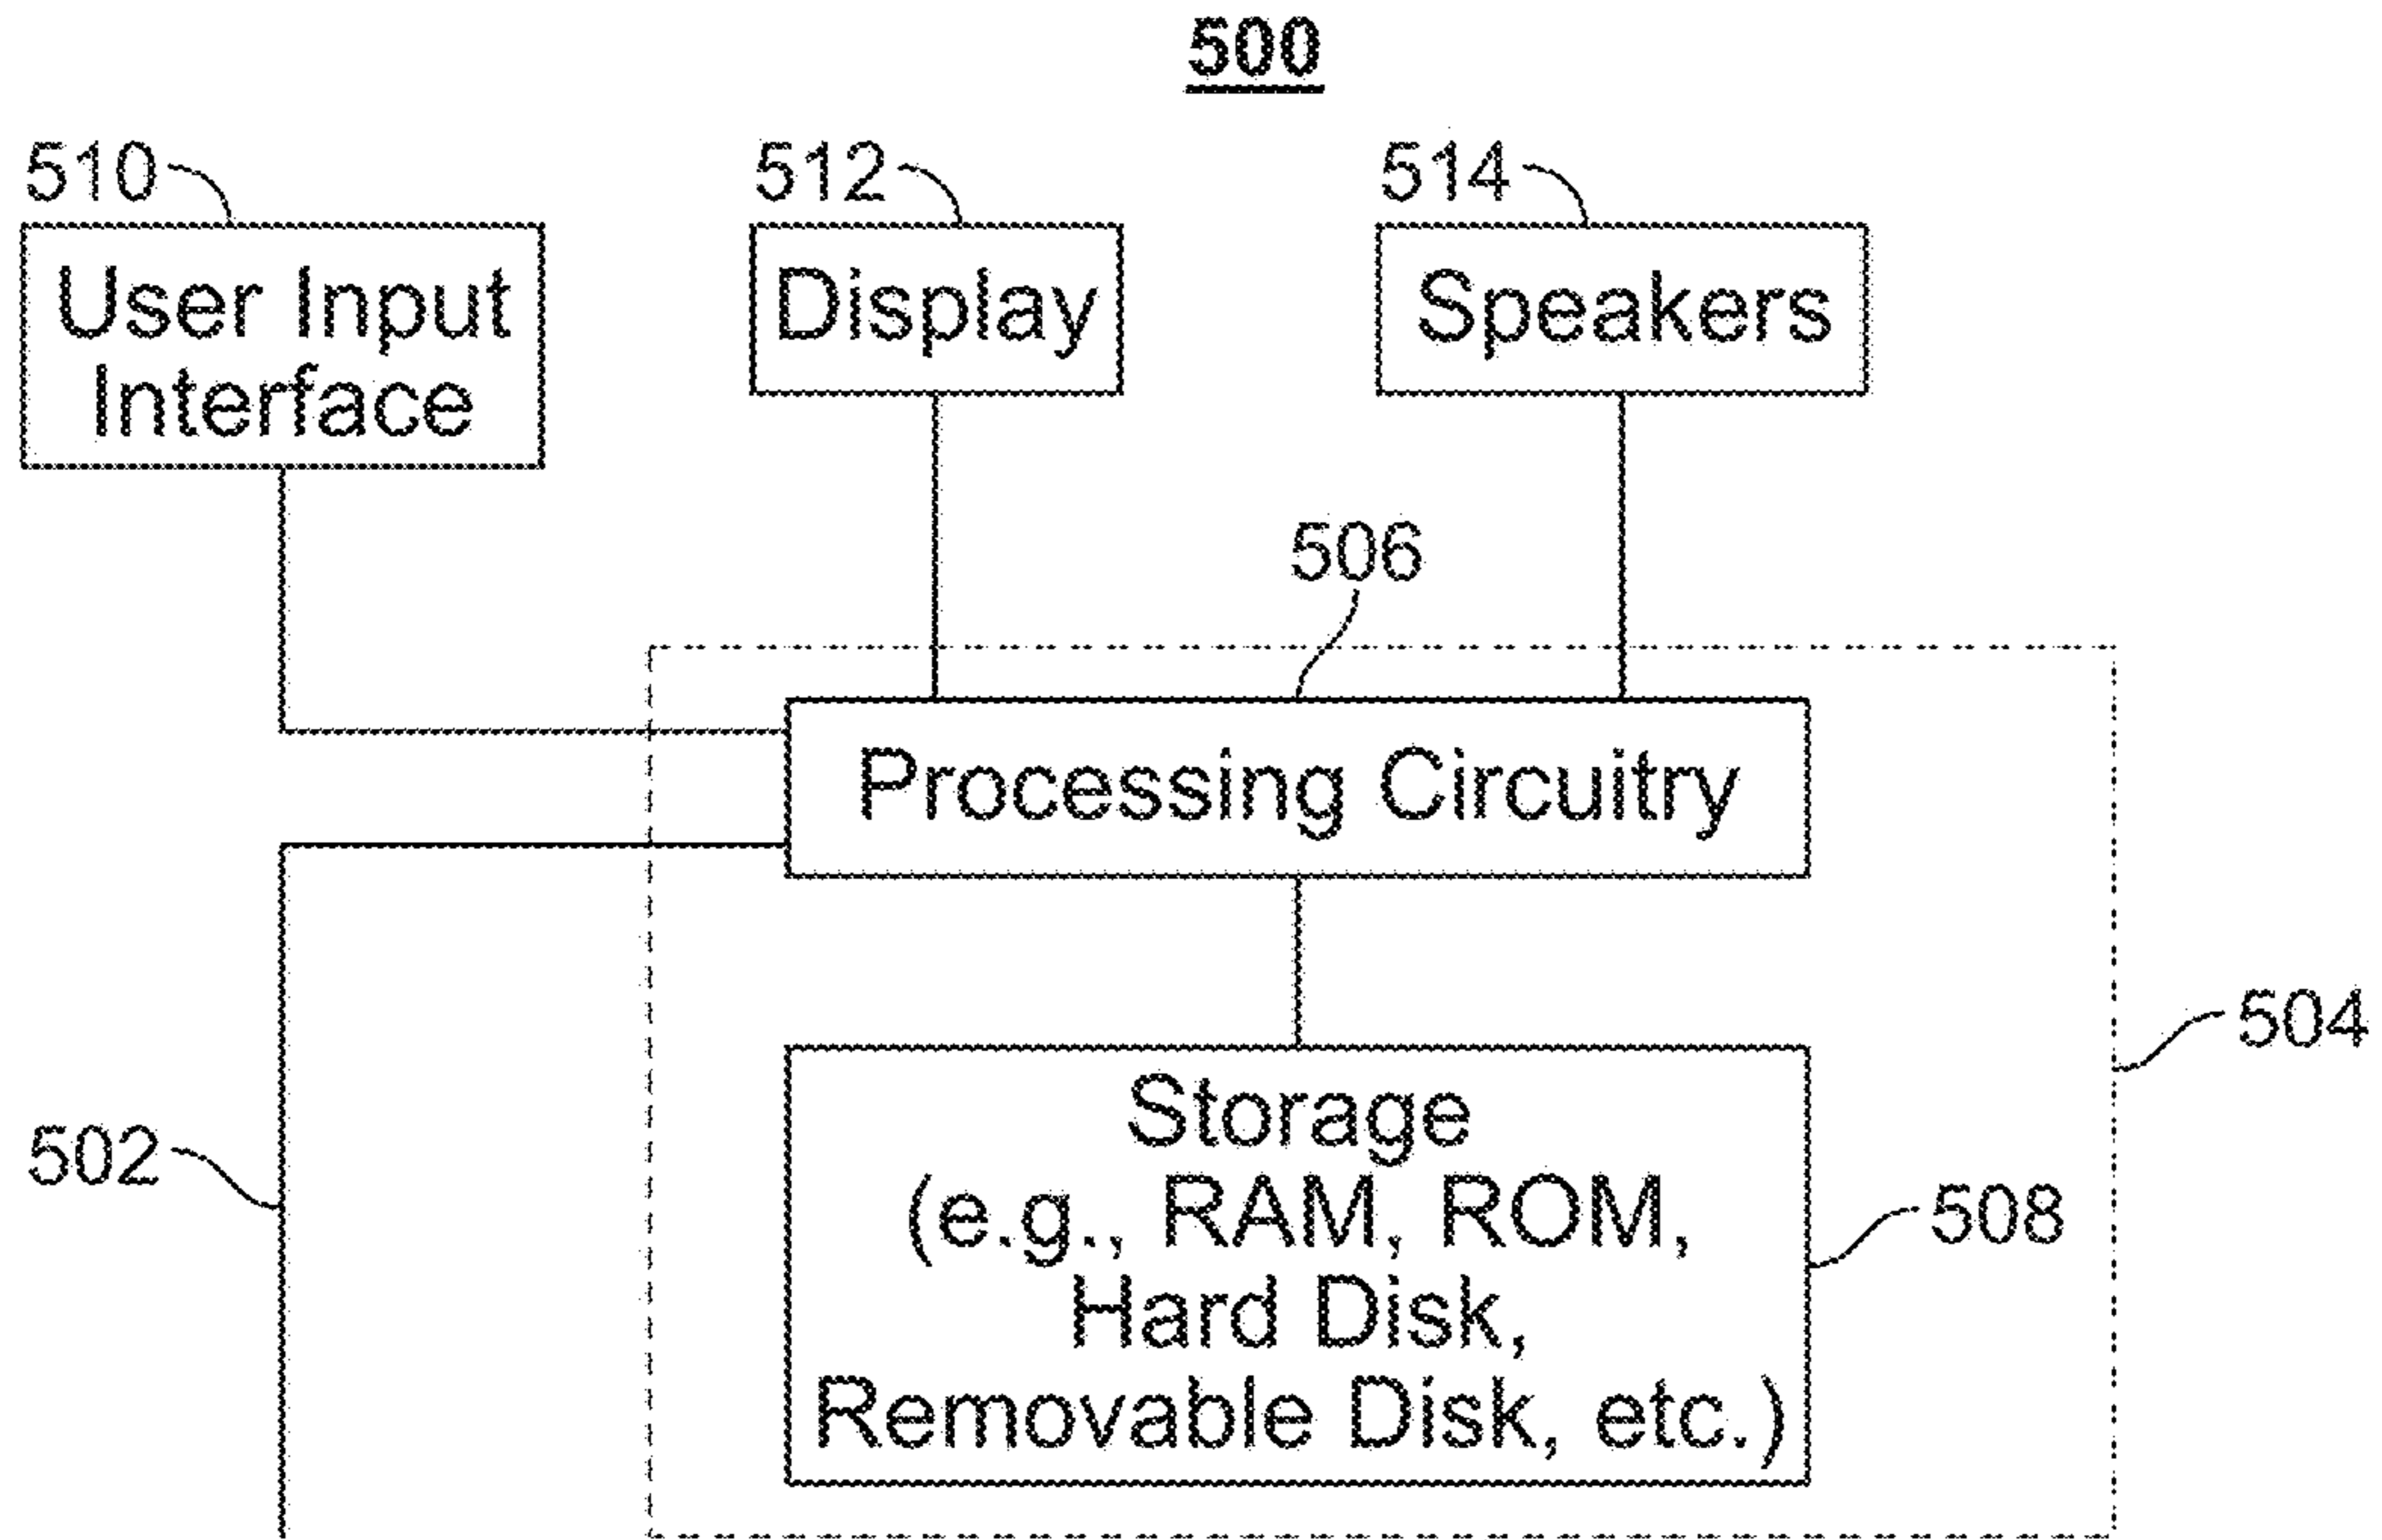 500
510
512
514
User Input
Interface
Display
Speakers
506
Processing Circuitry
504
502
Storage
(e.g., RAM, ROM,
Hard Disk,
Removable Disk, etc.)
508